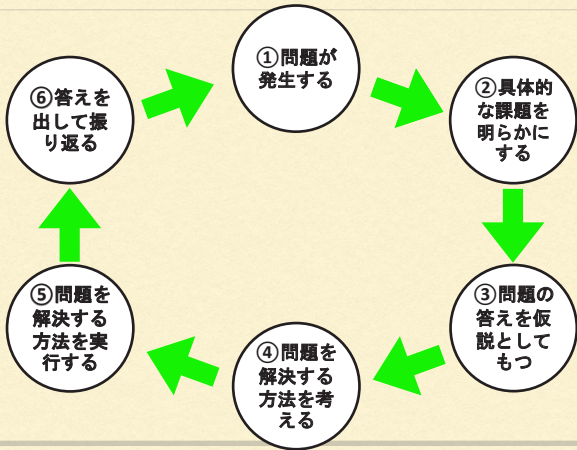 ①問題が
発生する
②具体的
な課題を
明らかに
する
③問題の
答えを仮
説として
もつ
④問題を
解決する
方法を考
える
⑤問題を
解決する
方法を実
行する
⑥答えを
出して振
り返る